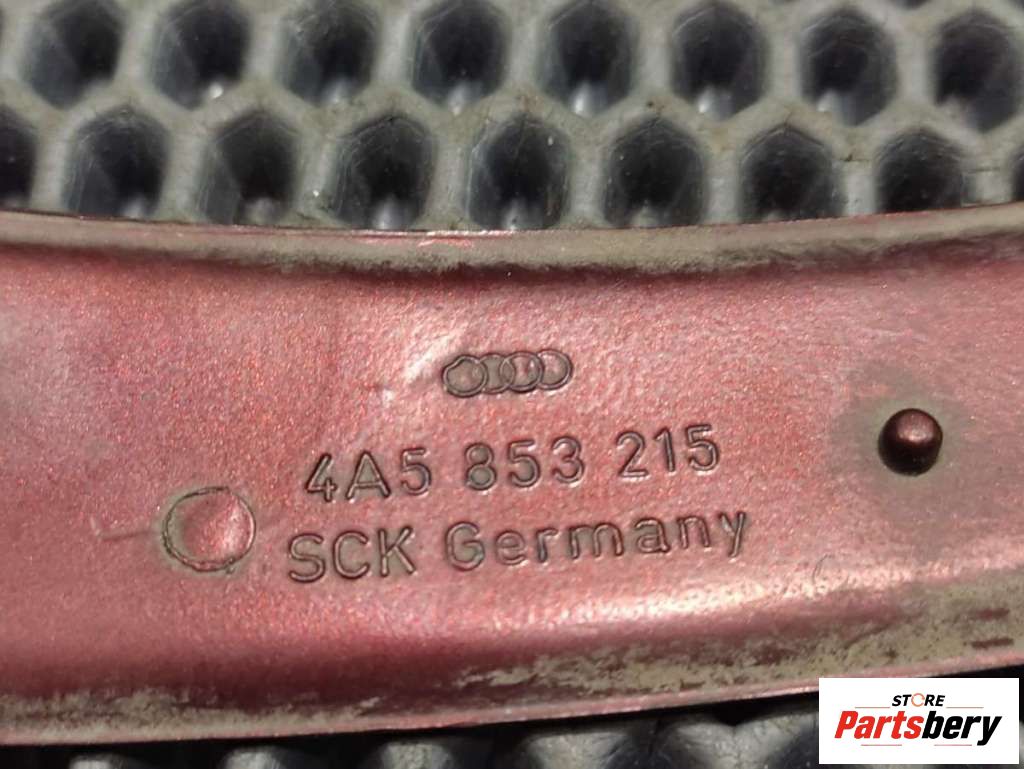 4A5 853 215
SCK Germany
STORE
Partsbery